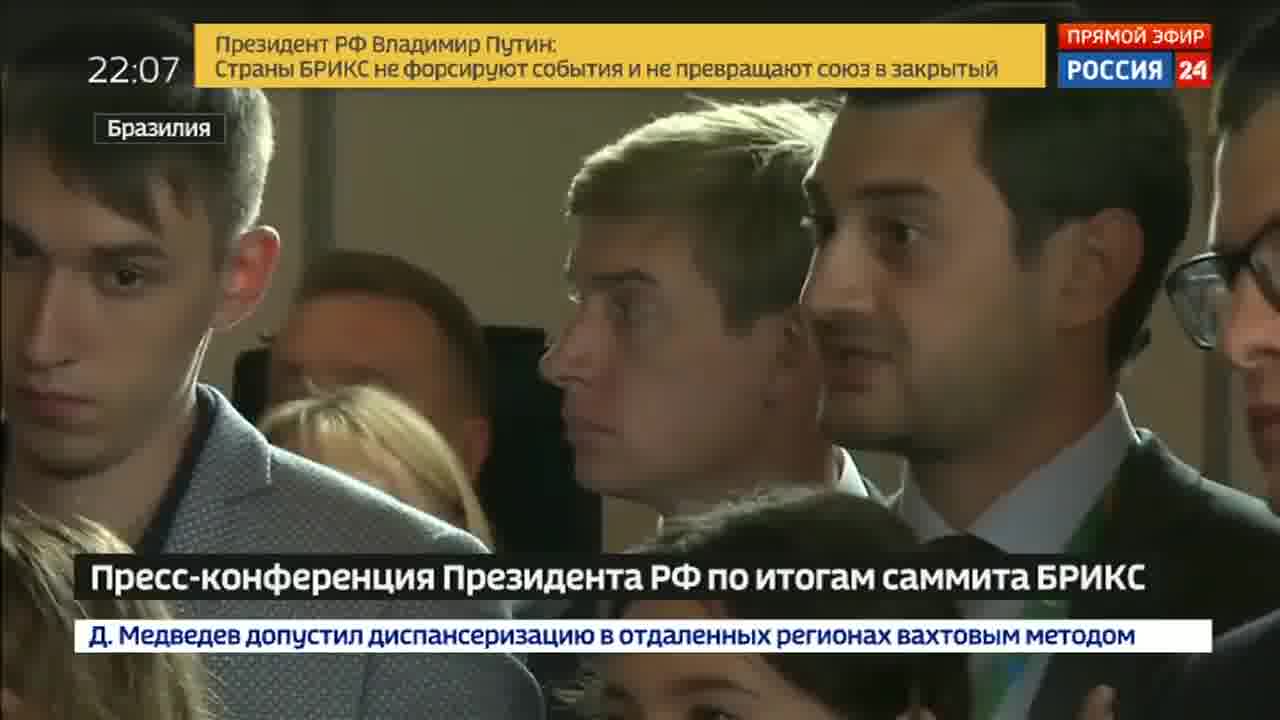 22:07
Президент РФ Владимир Путин:
Страны БРИКС не форсируют события и не превращают союз в закрытый
ПРЯМОЙ ЭФИР
РОССИЯ 24
Бразилия
Пресс-конференция Президента РФ по итогам саммита БРИКС
Д. Медведев допустил диспансеризацию в отдаленных регионах вахтовым методом